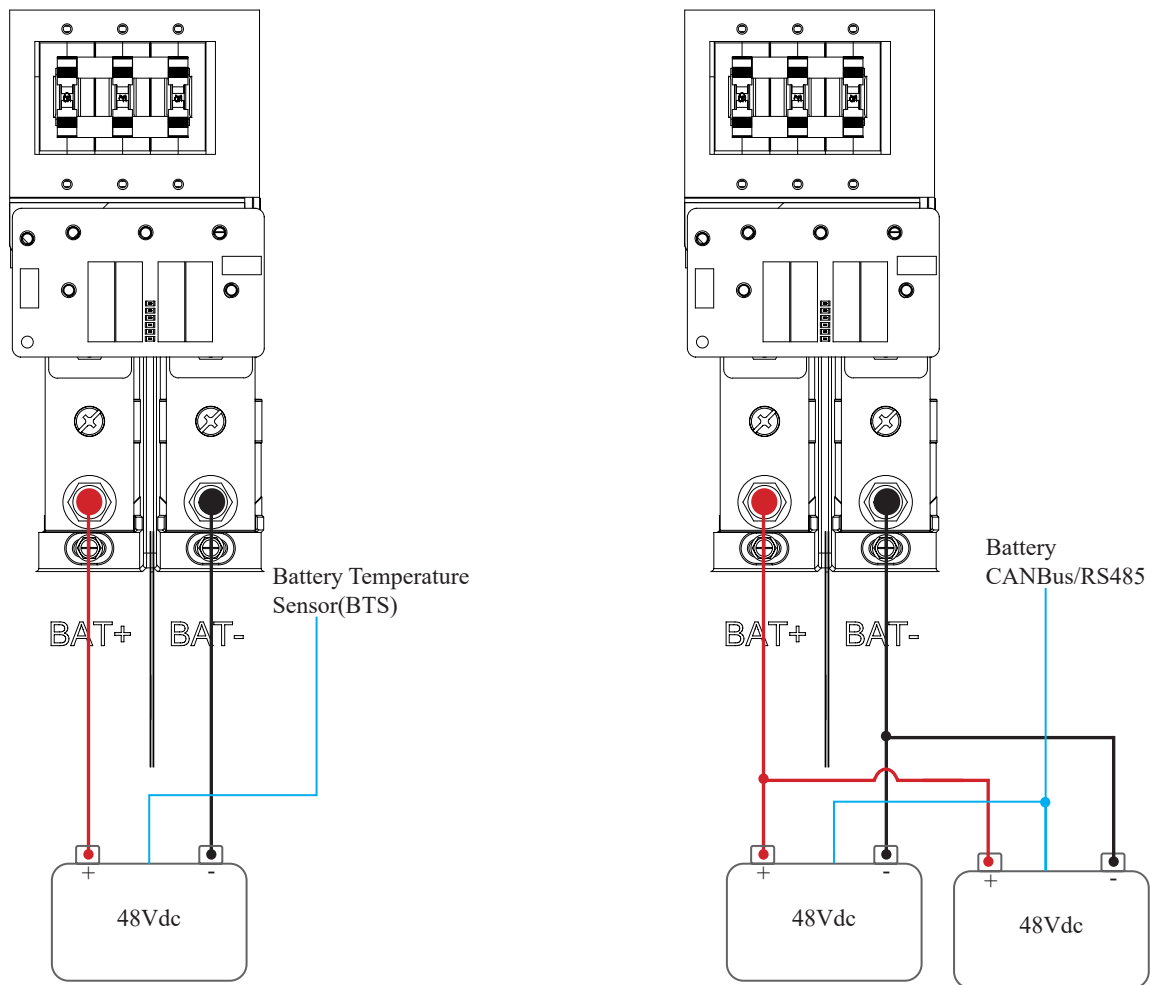 Battery Temperature
Sensor(BTS)
BAT+
BAT-
+
-
48Vdc
Battery
CANBus/RS485
BAT+
BAT-
+
-
48Vdc
+
-
48Vdc